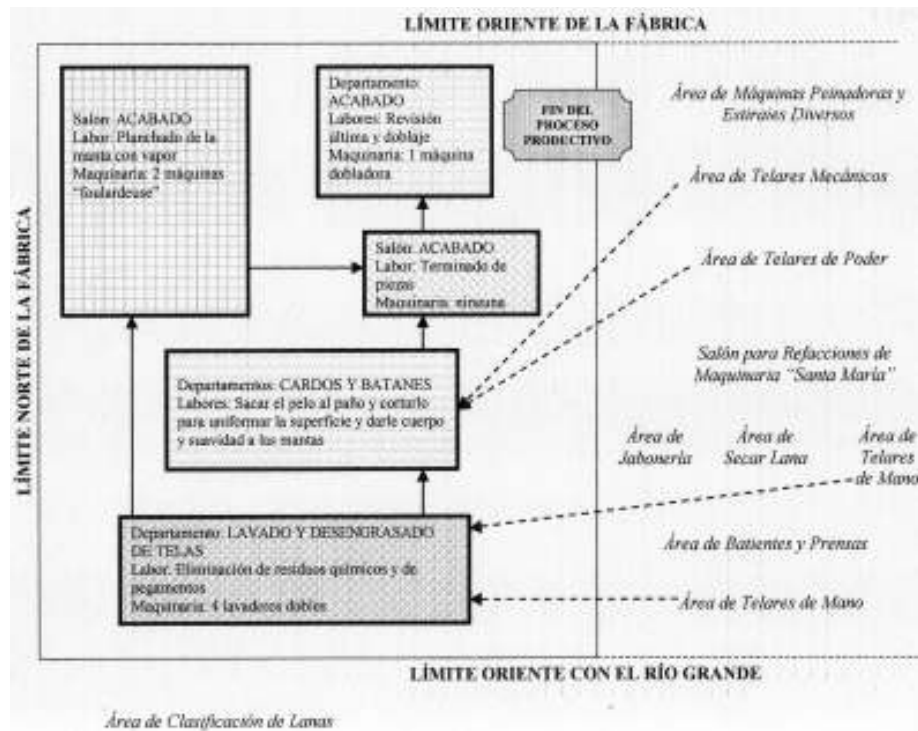 LÍMITE ORIENTE DE LA FÁBRICA
LÍMITE NORTE DE LA FÁBRICA
Salón: ACABADO
Labor: Planchado de la
manta con vapor
Maquinaria: 2 máquinas
"foulardeuse"
Departamento:
ACABADO
Labores: Revisión
última y doblaje
Maquinaria: 1 máquina
dobladora
FIN DEL
PROCESO
PRODUCTIVO
Área de Máquinas Peinadoras y
Estirajes Diversos
Área de Telares Mecánicos
Salón: ACABADO
Labor: Terminado de
piezas
Maquinaria: ninguna
Área de Telares de Poder
Departamentos: CARDOS Y BATANES
Labores: Sacar el pelo al paño y cortarlo
para uniformar la superficie y darle cuerpo
y suavidad a las mantas
Salón para Refacciones de
Maquinaria "Santa María"
Área de
Jabonería
Área de
Secar Lana
Área de
Telares
de Mano
Departamento: LAVADO Y DESENGRASADO
DE TELAS
Labor: Eliminación de residuos químicos y de
pegamentos
Maquinaria: 4 lavaderos dobles
Área de Batientes y Prensas
Área de Telares de Mano
LÍMITE ORIENTE CON EL RÍO GRANDE
Área de Clasificación de Lanas